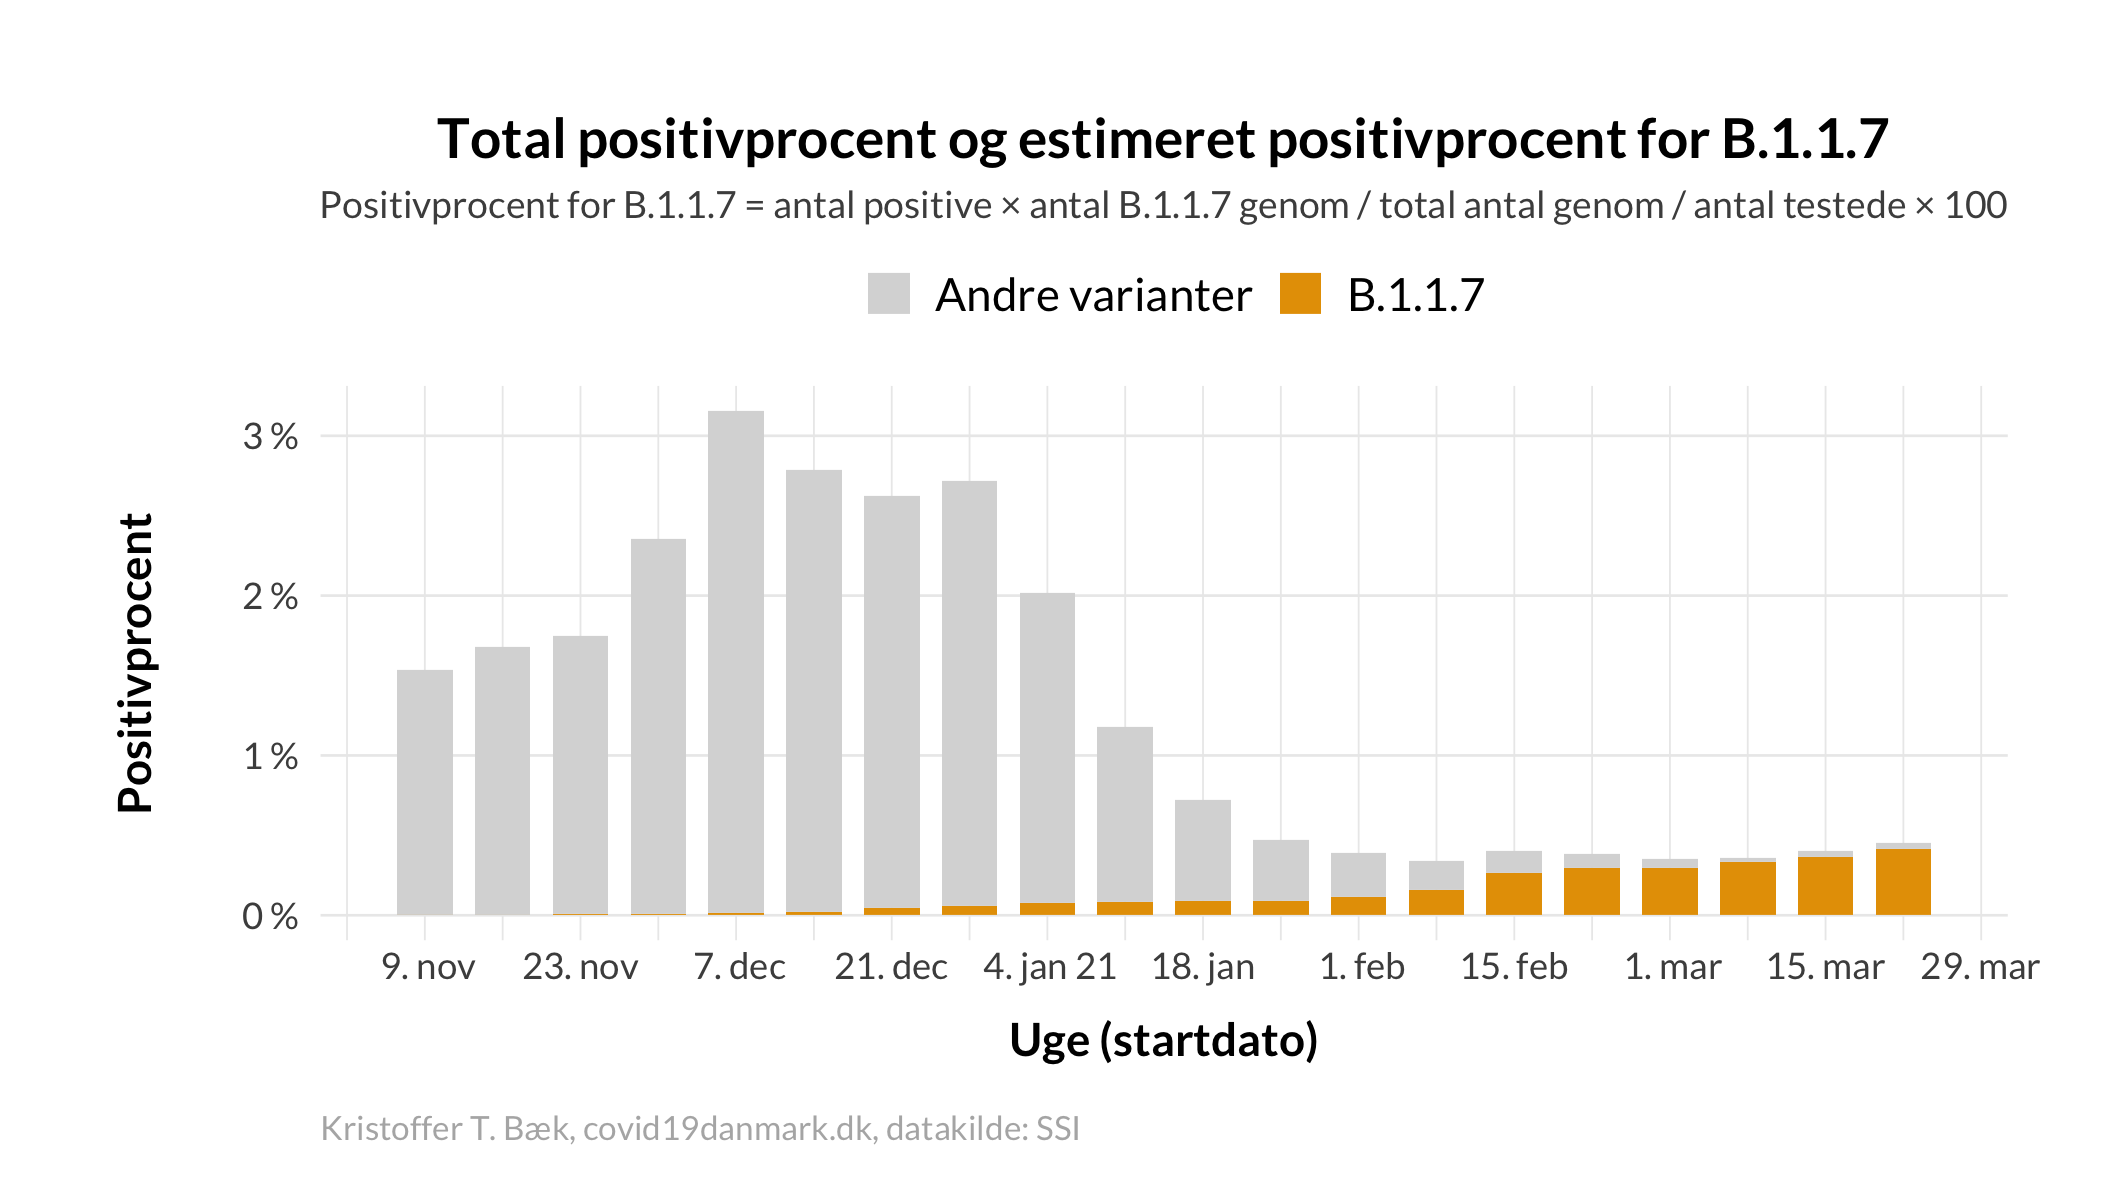 Total positivprocent og estimeret positivprocent for B.1.1.7
Positivprocent for B.1.1.7 = antal positive × antal B.1.1.7 genom / total antal genom / antal testede × 100
Andre varianter B.1.1.7
Positivprocent
3 %
2 %
1 %
0 %
9. nov 23. nov 7. dec 21. dec 4. jan 21 18. jan 1. feb 15. feb 1. mar 15. mar 29. mar
Uge (startdato)
Kristoffer T. Bæk, covid19danmark.dk, datakilde: SSI